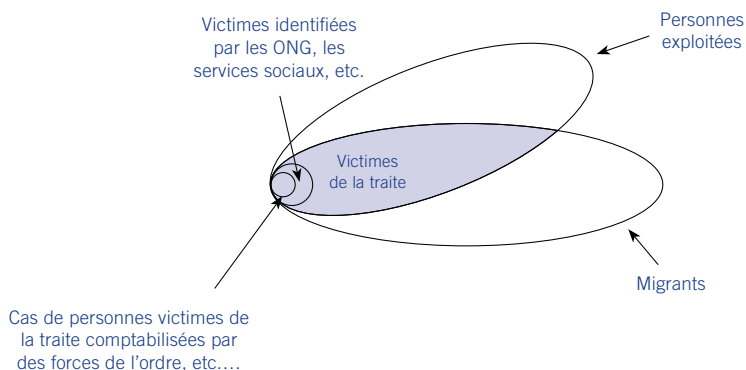 Victimes identifiées
par les ONG, les
services sociaux, etc.
Personnes
exploitées
Victimes
de la traite
Migrants
Cas de personnes victimes de
la traite comptabilisées par
des forces de l'ordre, etc....